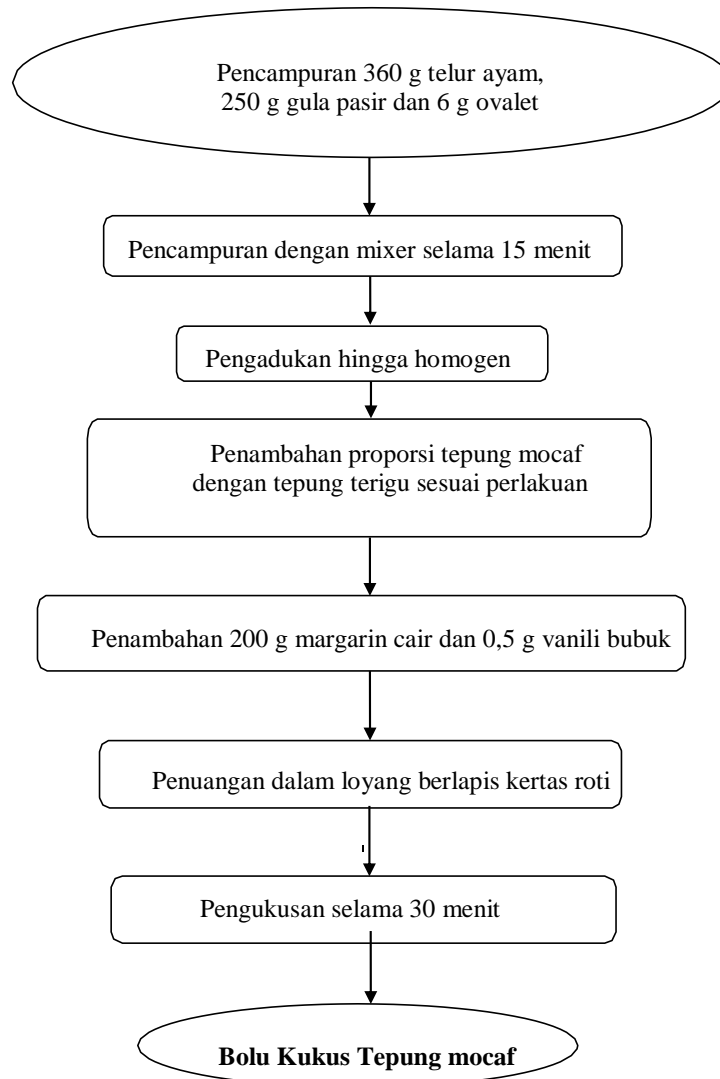 Pencampuran 360 g telur ayam,
250 g gula pasir dan 6 g ovalet
Pencampuran dengan mixer selama 15 menit
Pengadukan hingga homogen
Penambahan proporsi tepung mocaf
dengan tepung terigu sesuai perlakuan
Penambahan 200 g margarin cair dan 0,5 g vanili bubuk
Penuangan dalam loyang berlapis kertas roti
Pengukusan selama 30 menit
Bolu Kukus Tepung mocaf